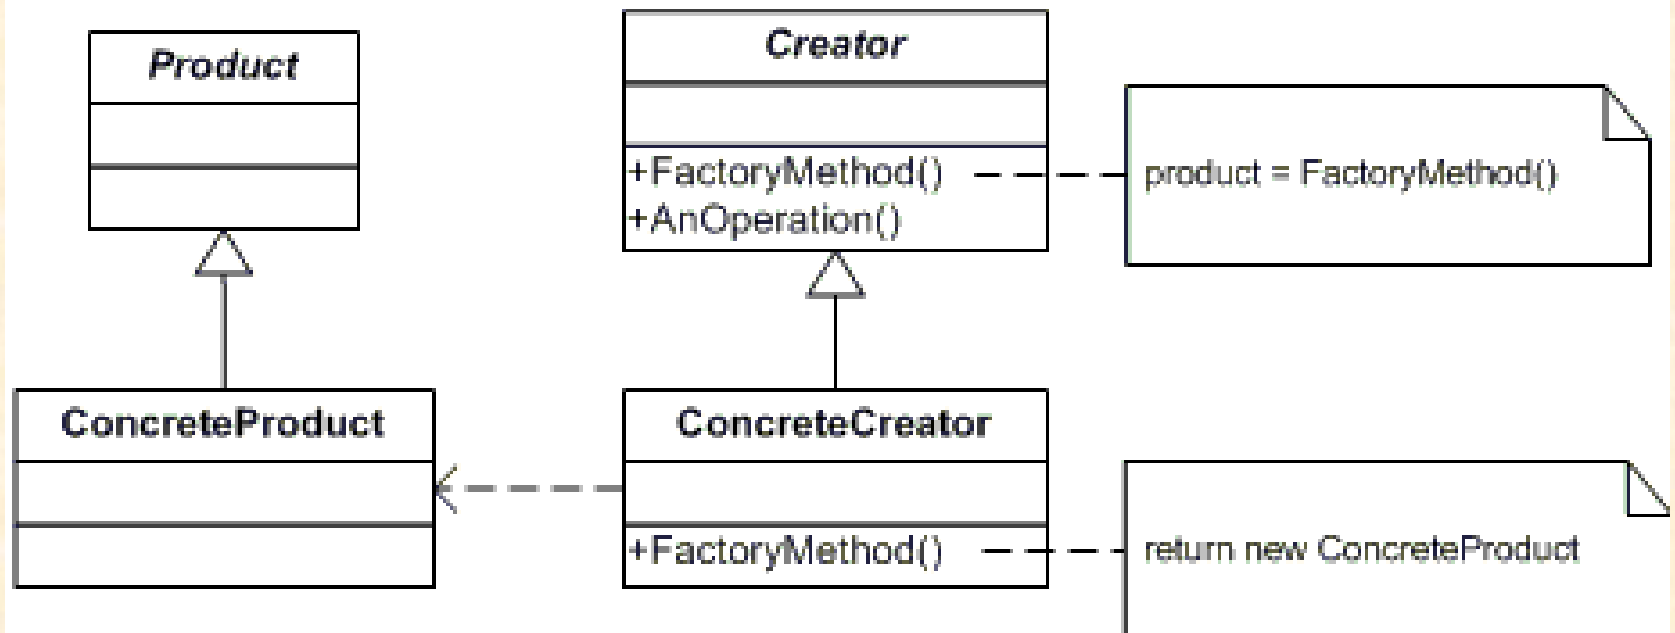 Product
Creator
+FactoryMethod()
+AnOperation()
product = FactoryMethod()
ConcreteProduct
ConcreteCreator
+FactoryMethod()
return new ConcreteProduct